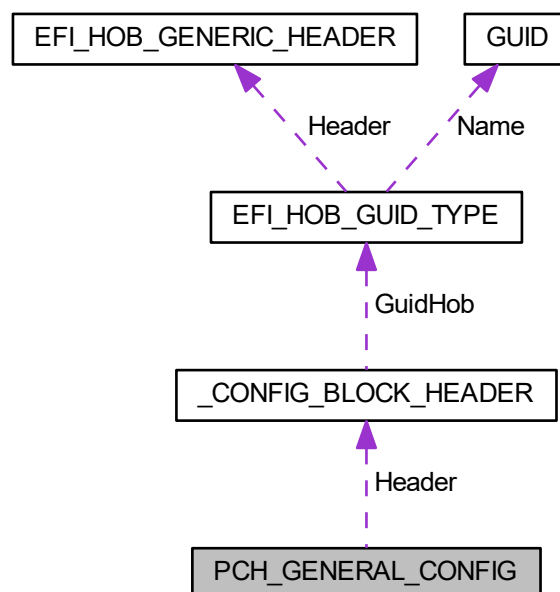 EFI_HOB_GENERIC_HEADER
GUID
Header
Name
EFI_HOB_GUID_TYPE
GuidHob
_CONFIG_BLOCK_HEADER
Header
PCH_GENERAL_CONFIG